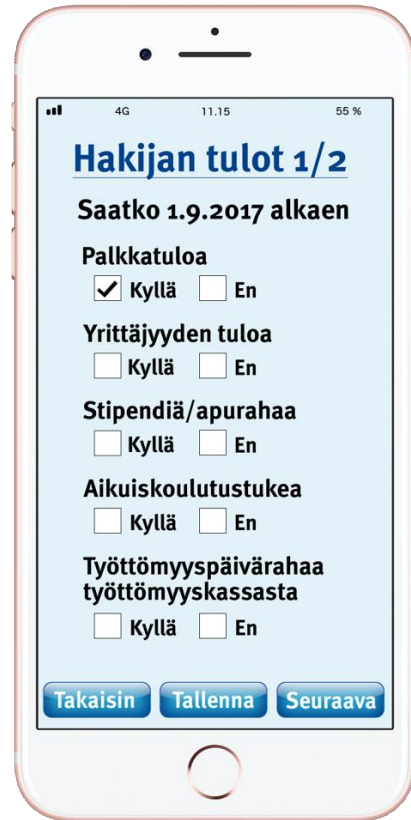 4G 11.15 55 %
Hakijan tulot 1/2
Saatko 1.9.2017 alkaen
Palkkatuloa
Kyllä En
Yrittäjyyden tuloa
Kyllä En
Stipendiä/apurahaa
Kyllä En
Aikuiskoulutustukea
Kyllä En
Työttömyyspäivärahaa
työttömyyskassasta
Kyllä En
Takaisin Tallenna Seuraava